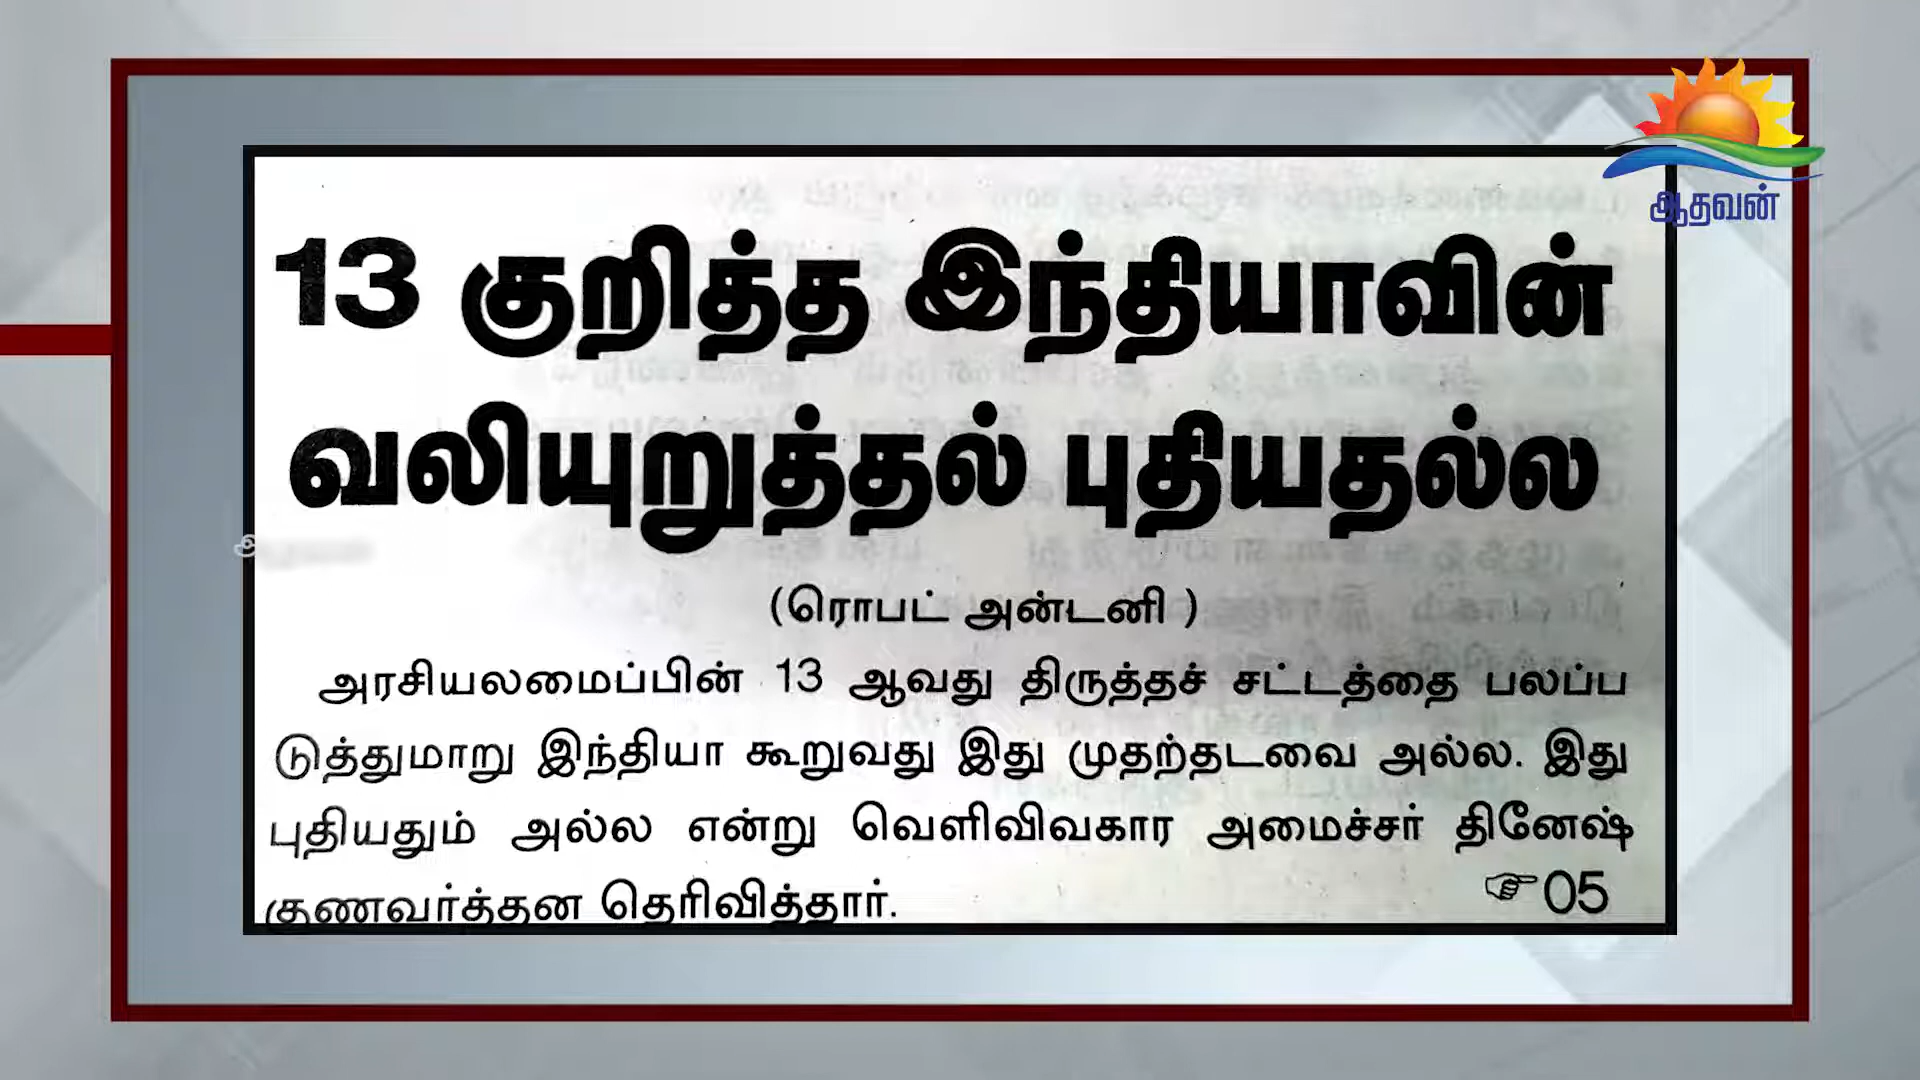 ஆதவன்
13 குறித்த இந்தியாவின்
வலியுறுத்தல் புதியதல்ல
(ரொபட் அன்டனி )
அரசியலமைப்பின் 13 ஆவது திருத்தச் சட்டத்தை பலப்ப
டுத்துமாறு இந்தியா கூறுவது இது முதற்தடவை அல்ல. இது
புதியதும் அல்ல என்று வெளிவிவகார அமைச்சர் தினேஷ்
குணவர்த்தன தெரிவித்தார். ☞05